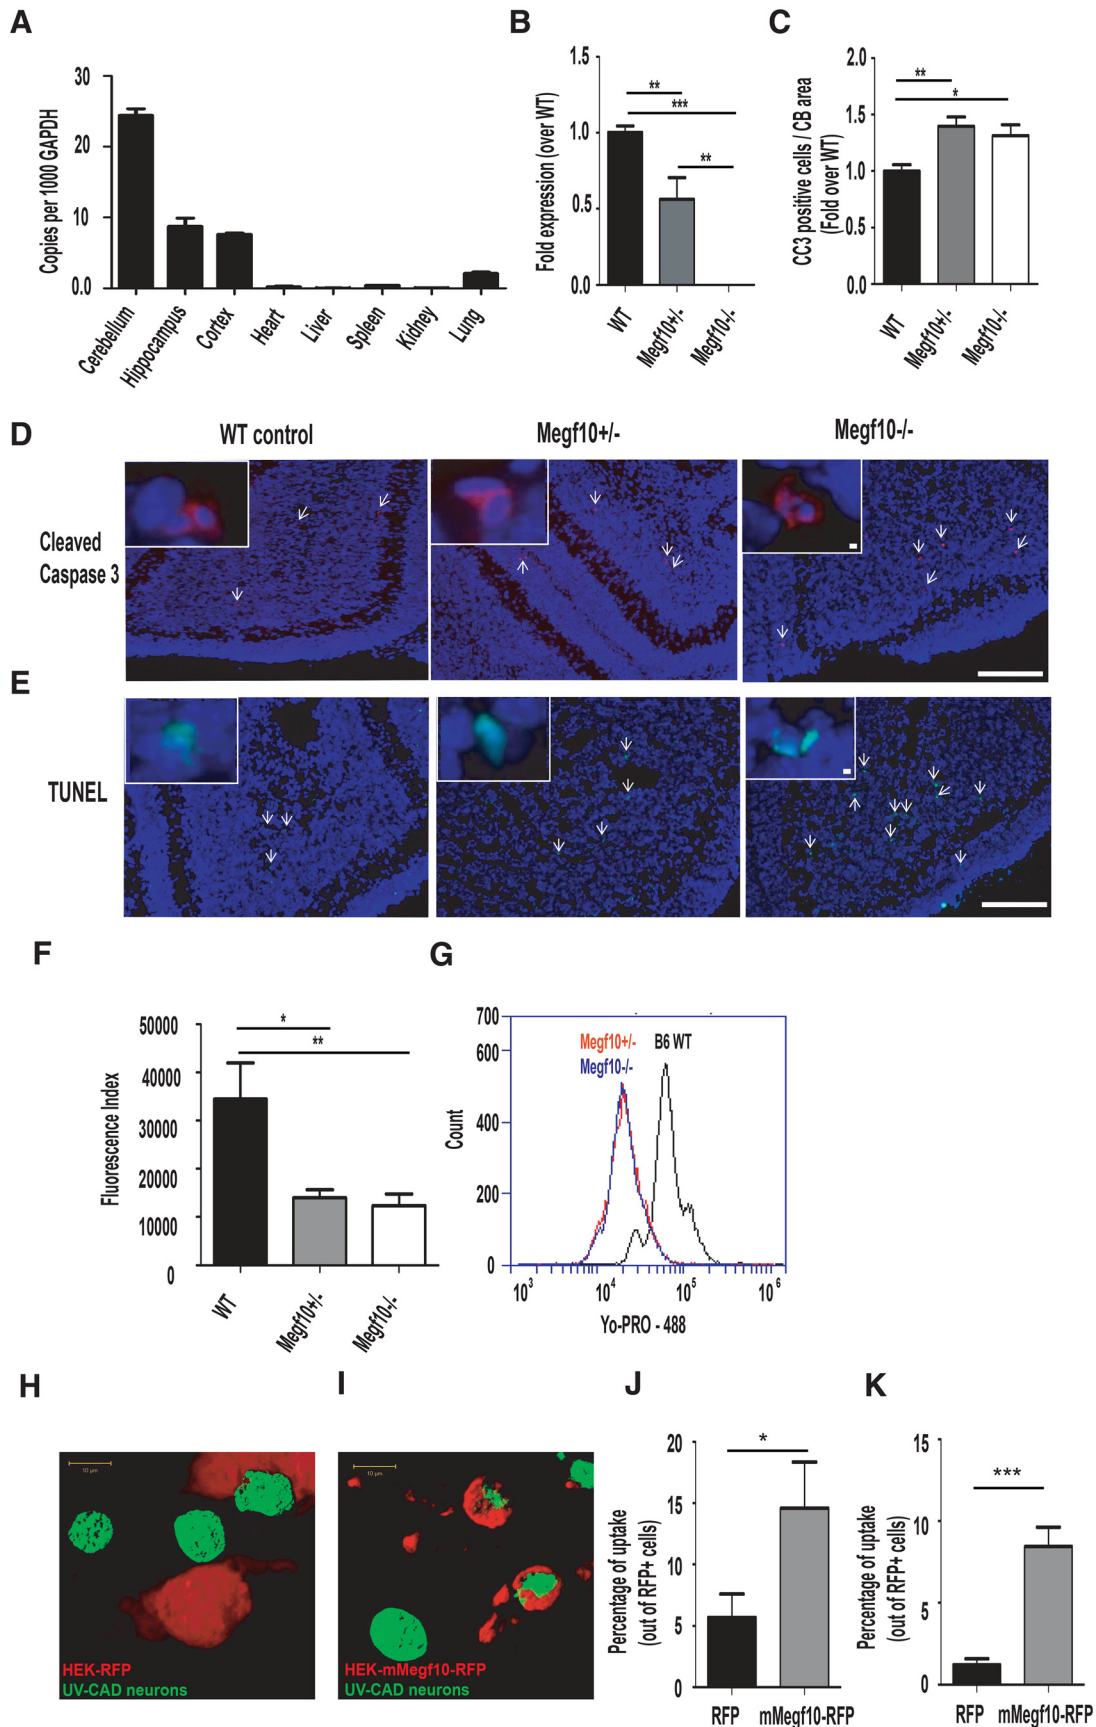 A
Copies per 1000 GAPDH
30
20
10
0.0
Cerebellum
Hippocampus
Cortex
Heart
Liver
Spleen
Kidney
Lung
B
Fold expression (over WT)
1.5
1.0
0.5
0.0
**
***
**
WT
Megf10+/-
Megf10-/-
C
CC3 positive cells / CB area
(Fold over WT)
2.0
1.5
1.0
0.5
0.0
**
*
WT
Megf10+/-
Megf10-/-
D
WT control
Megf10+/-
Megf10-/-
Cleaved
Caspase 3
E
TUNEL
F
Fluorescence Index
50000
40000
30000
20000
10000
0
*
**
WT
Megf10+/-
Megf10-/-
G
Count
700
600
400
200
0
Megf10+/-
Megf10-/-
B6 WT
10³
10⁴
10⁵
10⁶
Yo-PRO - 488
H
10 µm
HEK-RFP
UV-CAD neurons
I
10 µm
HEK-mMegf10-RFP
UV-CAD neurons
J
Percentage of uptake
(out of RFP+ cells)
20
15
10
5
0
*
RFP
mMegf10-RFP
K
Percentage of uptake
(out of RFP+ cells)
15
10
5
0
***
RFP
mMegf10-RFP